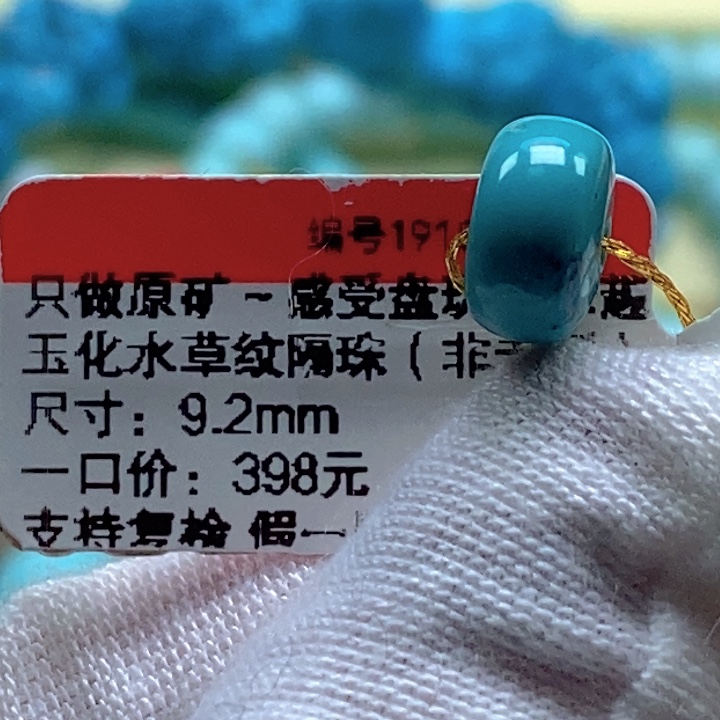 编号191
只做原矿~感受盘玩
玉化水草纹隔珠（非
尺寸：9.2mm
一口价：398元
支持复检 假一